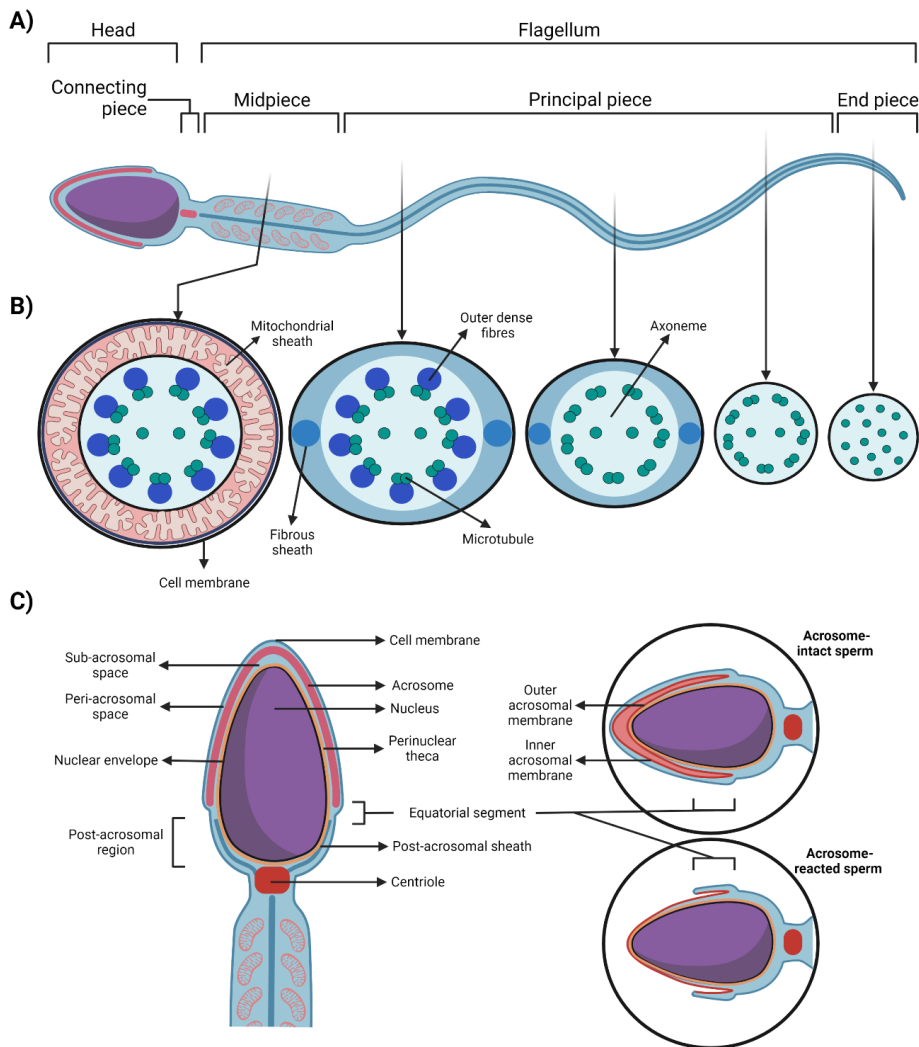 A)
Head
Flagellum
Connecting
piece
Midpiece
Principal piece
End piece
B)
Mitochondrial
sheath
Outer dense
fibres
Axoneme
Fibrous
sheath
Microtubule
Cell membrane
C)
Cell membrane
Sub-acrosomal
space
Acrosome
Peri-acrosomal
space
Nucleus
Nuclear envelope
Perinuclear
theca
Equatorial segment
Post-acrosomal
region
Post-acrosomal sheath
Centriole
Acrosome-
intact sperm
Outer
acrosomal
membrane
Inner
acrosomal
membrane
Acrosome-
reacted sperm